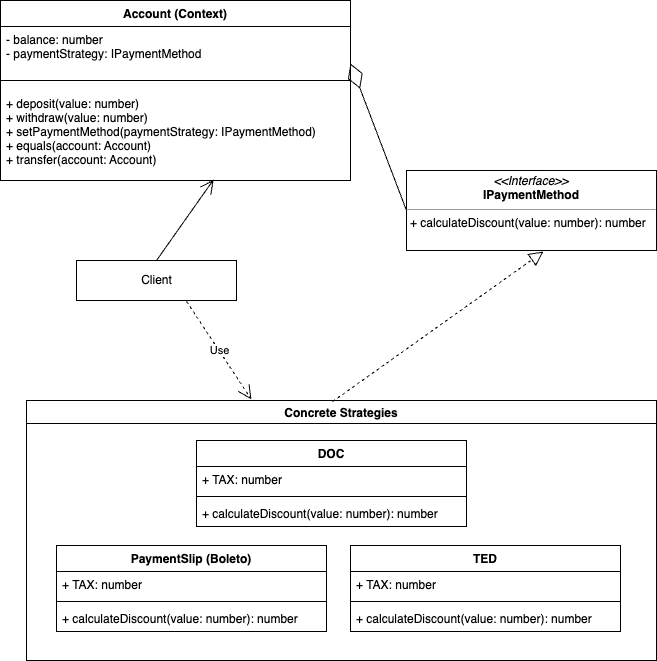 Account (Context)
- balance: number
- paymentStrategy: IPaymentMethod
+ deposit(value: number)
+ withdraw(value: number)
+ setPaymentMethod(paymentStrategy: IPaymentMethod)
+ equals(account: Account)
+ transfer(account: Account)
<<Interface>>
IPaymentMethod
+ calculateDiscount(value: number): number
Client
Use
Concrete Strategies
DOC
+ TAX: number
+ calculateDiscount(value: number): number
PaymentSlip (Boleto)
+ TAX: number
+ calculateDiscount(value: number): number
TED
+ TAX: number
+ calculateDiscount(value: number): number